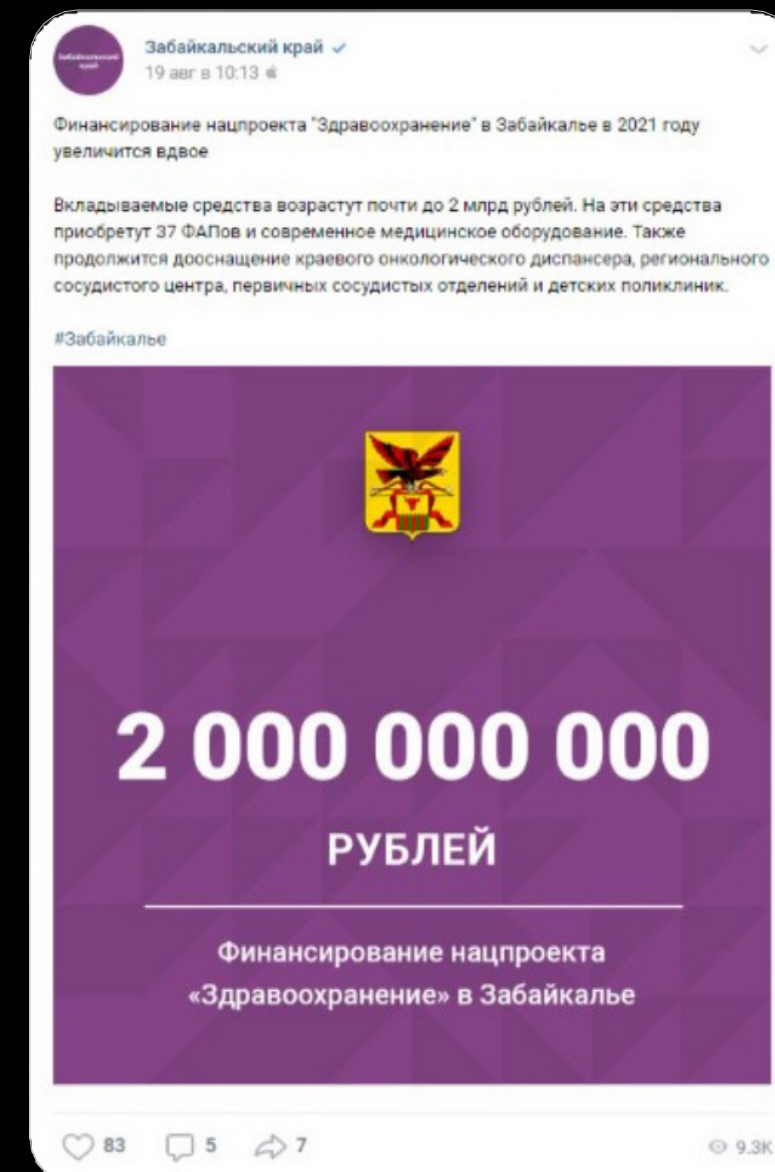 Забайкальский край
Забайкальский край
19 авг в 10:13
Финансирование нацпроекта "Здравоохранение" в Забайкалье в 2021 году
увеличится вдвое
Вкладываемые средства возрастут почти до 2 млрд рублей. На эти средства
приобретут 37 ФАПов и современное медицинское оборудование. Также
продолжится дооснащение краевого онкологического диспансера, регионального
сосудистого центра, первичных сосудистых отделений и детских поликлиник.
#Забайкалье
2 000 000 000
РУБЛЕЙ
Финансирование нацпроекта
«Здравоохранение» в Забайкалье
83 5 7 9.3K